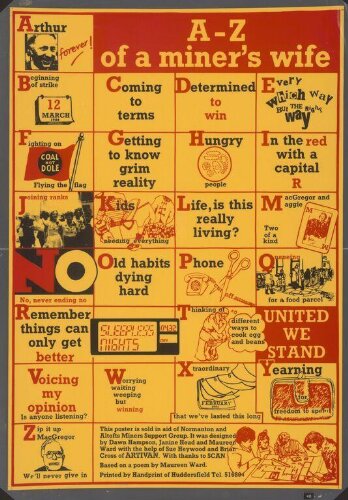 A-Z
of a miner's wife
Arthur
forever!
Beginning
of strike
12
MARCH
Coming
to
terms
Determined
to
win
Every
which way
BUT THE
way
Fighting on
COAL
NOT
DOLE
Flying the flag
Getting
to know
grim
reality
Hungry
people
In the red
with a
capital
R
Joining ranks
Kids
needing everything
Life, is this
really
living?
MacGregor and
aggie
Two
of a
kind
M
NO
No, never ending no
Old habits
dying
hard
Phone
Queueing
for a food parcel
Remember
things can
only get
better
SLEEPLESS
NIGHTS
Thinking of
different
ways to
cook egg
and beans
UNITED
WE
STAND
Voicing
my
opinion
Is anyone listening?
Worrying
waiting
weeping
but
winning
Xtraordinary
FEBRUARY
that we've lasted this long
Yearning
for
freedom to spend
Zip it up
MacGregor
We'll never give in
This poster is sold in aid of Normanton and
Altofts Miners Support Group. It was designed
by Dawn Hampson, Janine Head and Maureen
Ward with the help of Sue Heywood and Brian
Cross of ARTIVAN. With thanks to SCAN
Based on a poem by Maureen Ward.
Printed by Handprint of Huddersfield Tel.